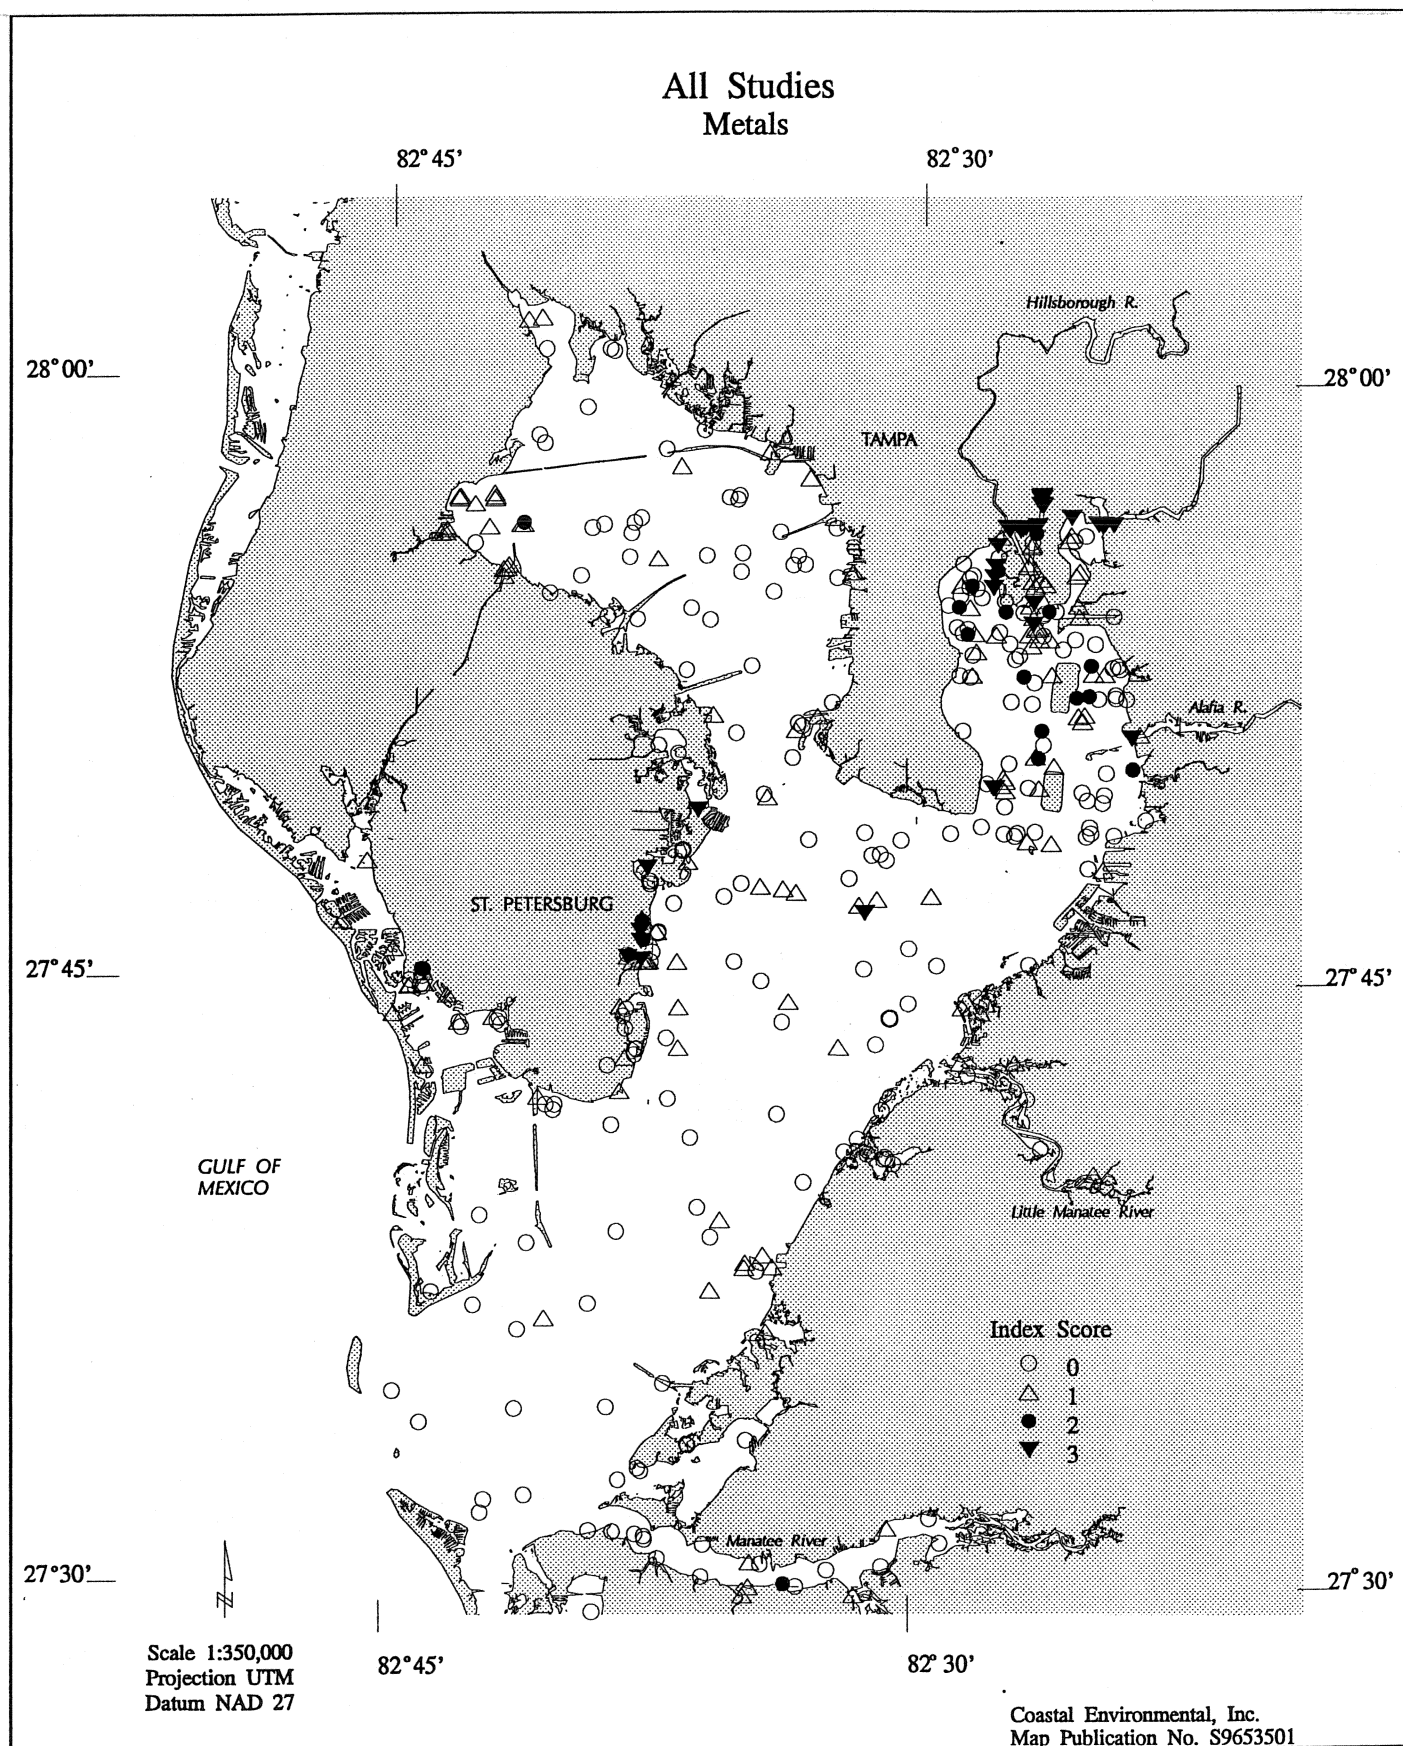 All Studies
Metals
82°45'
82°30'
Hillsborough R.
28°00'
28°00'
TAMPA
Alafia R.
ST. PETERSBURG
27°45'
27°45'
GULF OF
MEXICO
Little Manatee River
Index Score
0
1
2
3
Manatee River
27°30'
27°30'
N
Scale 1:350,000
Projection UTM
Datum NAD 27
82°45'
82°30'
Coastal Environmental, Inc.
Map Publication No. S9653501